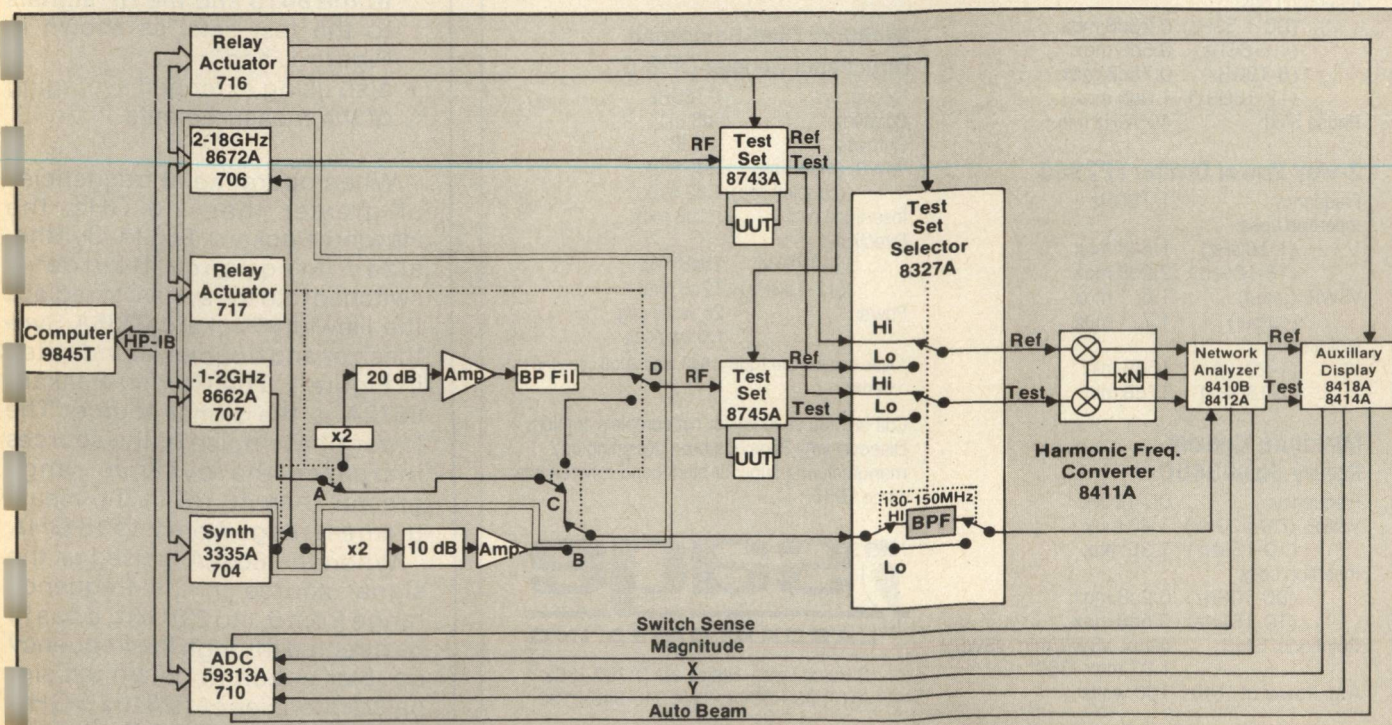 Relay
Actuator
716
2-18GHz
8672A
706
Relay
Actuator
717
Computer
9845T
HP-IB
.1-2GHz
8662A
707
Synth
3335A
704
ADC
59313A
710
x2
20 dB
Amp
BP Fil
D
A
C
x2
10 dB
Amp
B
RF
Test
Set
8743A
Ref
Test
UUT
RF
Test
Set
8745A
Ref
Test
UUT
Test
Set
Selector
8327A
Hi
Lo
Hi
Lo
130-150MHz
HI
BPF
Lo
Ref
Test
xN
Harmonic Freq.
Converter
8411A
Network
Analyzer
8410B
8412A
Ref
Test
Auxillary
Display
8418A
8414A
Switch Sense
Magnitude
X
Y
Auto Beam